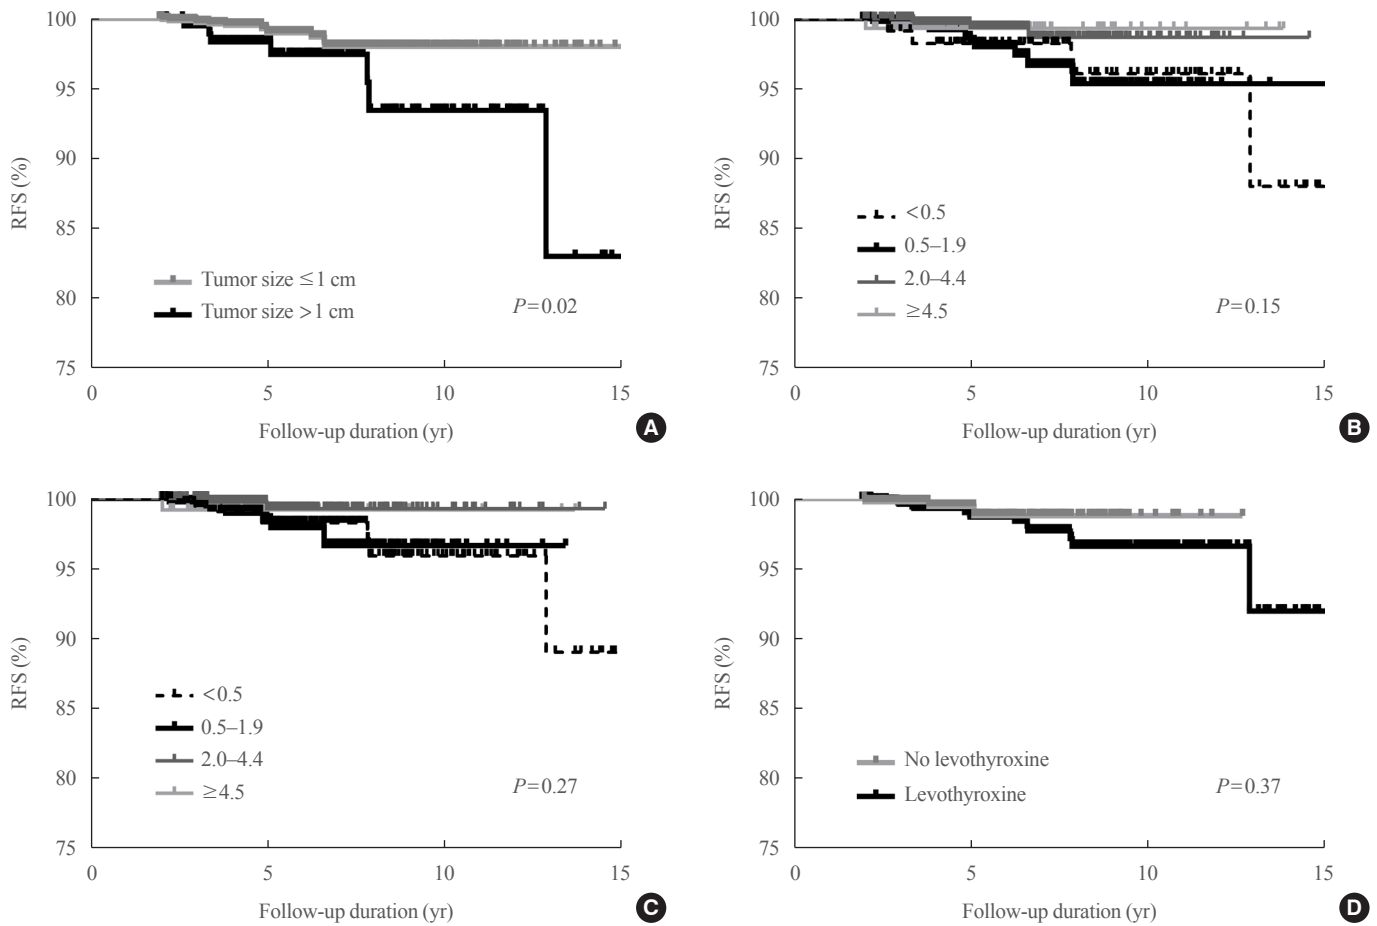 100
95
90
85
80
75
RFS (%)
Tumor size ≤1 cm
Tumor size >1 cm
P=0.02
0 5 10 15
Follow-up duration (yr)
A
100
95
90
85
80
75
RFS (%)
<0.5
0.5–1.9
2.0–4.4
≥4.5
P=0.15
0 5 10 15
Follow-up duration (yr)
B
100
95
90
85
80
75
RFS (%)
<0.5
0.5–1.9
2.0–4.4
≥4.5
P=0.27
0 5 10 15
Follow-up duration (yr)
C
100
95
90
85
80
75
RFS (%)
No levothyroxine
Levothyroxine
P=0.37
0 5 10 15
Follow-up duration (yr)
D